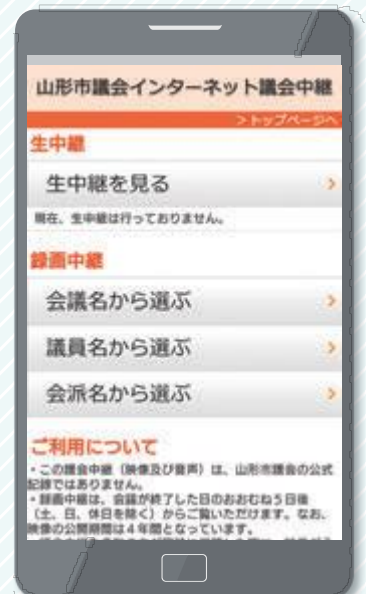 山形市議会インターネット議会中継
＞トップページへ
生中継
生中継を見る
現在、生中継は行っておりません。
録画中継
会議名から選ぶ
議員名から選ぶ
会派名から選ぶ
ご利用について
・この議会中継（映像及び音声）は、山形市議会の公式
記録ではありません。
・録画中継は、会議が終了した日のおおむね５日後
（土、日、休日を除く）からご覧いただけます。なお、
映像の公開期間は４年間となっています。